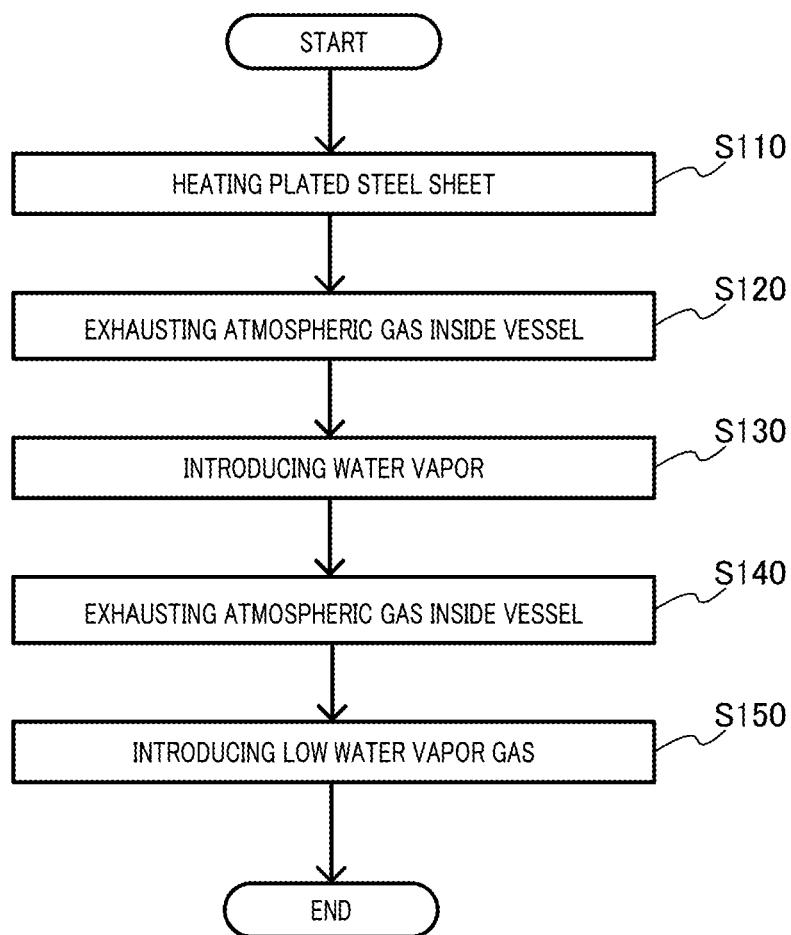 START
S110
HEATING PLATED STEEL SHEET
S120
EXHAUSTING ATMOSPHERIC GAS INSIDE VESSEL
S130
INTRODUCING WATER VAPOR
S140
EXHAUSTING ATMOSPHERIC GAS INSIDE VESSEL
S150
INTRODUCING LOW WATER VAPOR GAS
END